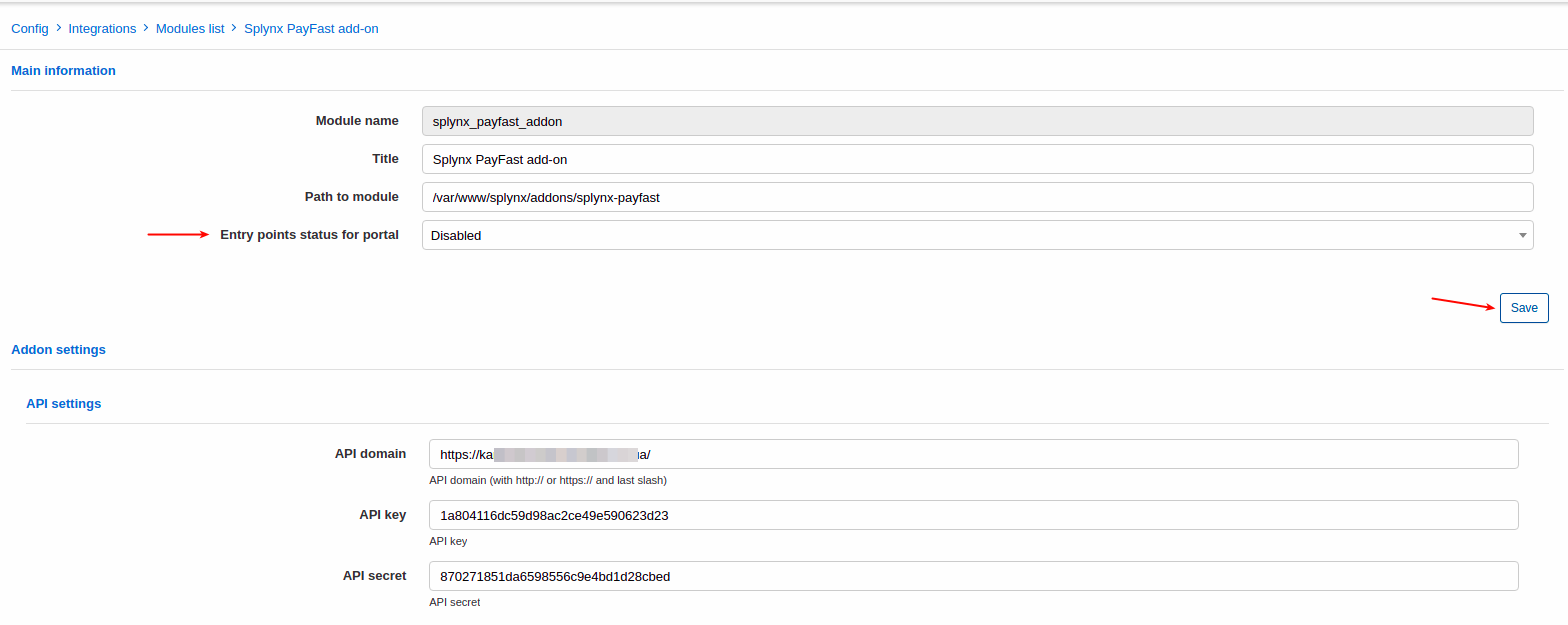 Config > Integrations > Modules list > Splynx PayFast add-on
Main information
Module name splynx_payfast_addon
Title Splynx PayFast add-on
Path to module /var/www/splynx/addons/splynx-payfast
Entry points status for portal Disabled
Save
Addon settings
API settings
API domain https://ka a/
API domain (with http:// or https:// and last slash)
API key 1a804116dc59d98ac2ce49e590623d23
API key
API secret 870271851da6598556c9e4bd1d28cbed
API secret